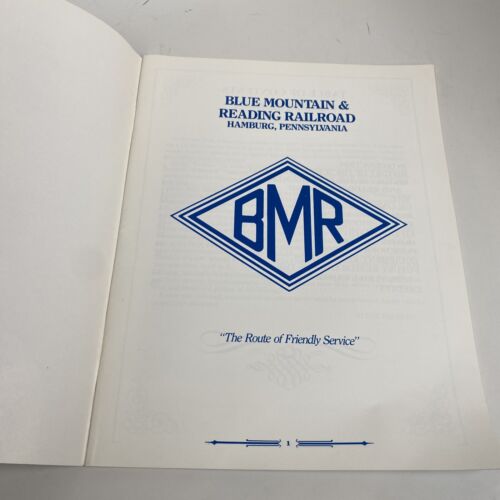 BLUE MOUNTAIN &
READING RAILROAD
HAMBURG, PENNSYLVANIA
BMR
"The Route of Friendly Service"
1